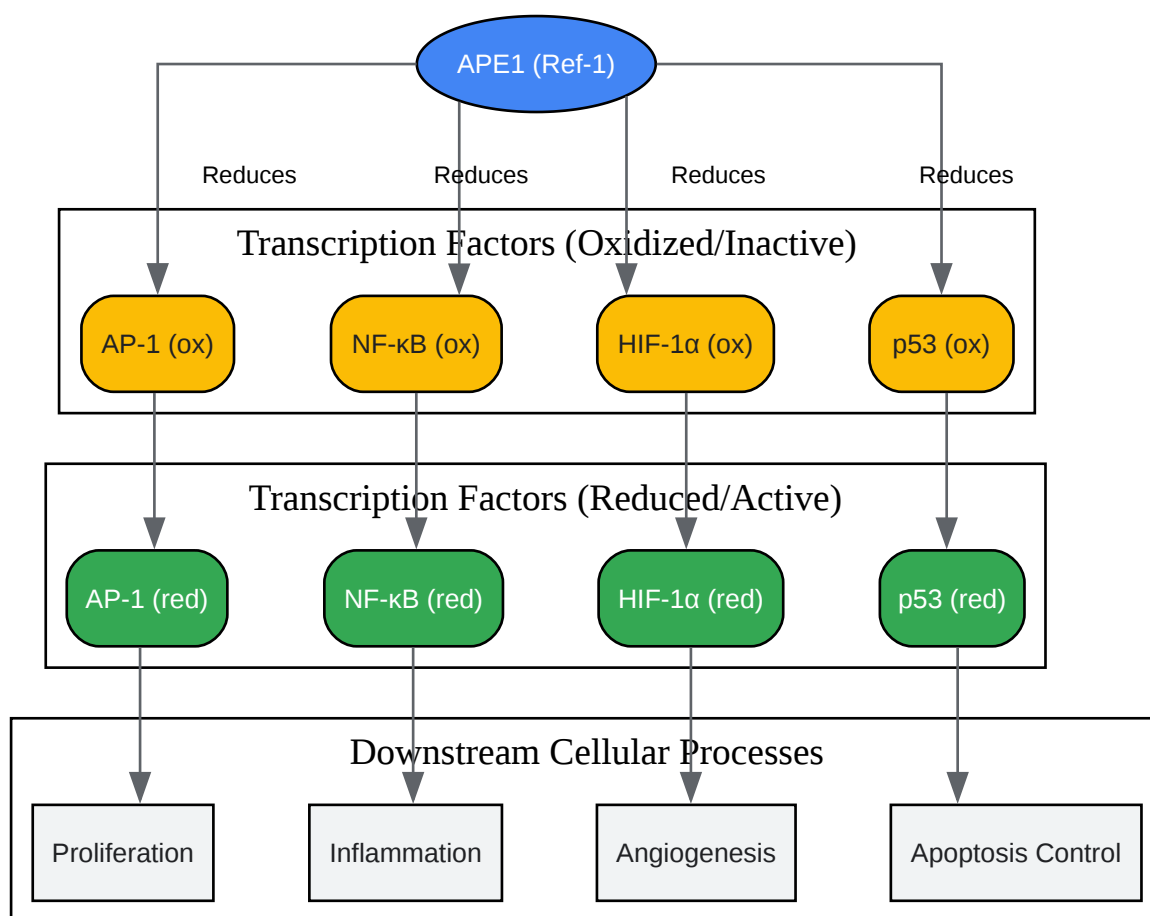 APE1 (Ref-1)
Reduces
Reduces
Reduces
Reduces
Transcription Factors (Oxidized/Inactive)
AP-1 (ox)
NF-κB (ox)
HIF-1α (ox)
p53 (ox)
Transcription Factors (Reduced/Active)
AP-1 (red)
NF-κB (red)
HIF-1α (red)
p53 (red)
Downstream Cellular Processes
Proliferation
Inflammation
Angiogenesis
Apoptosis Control